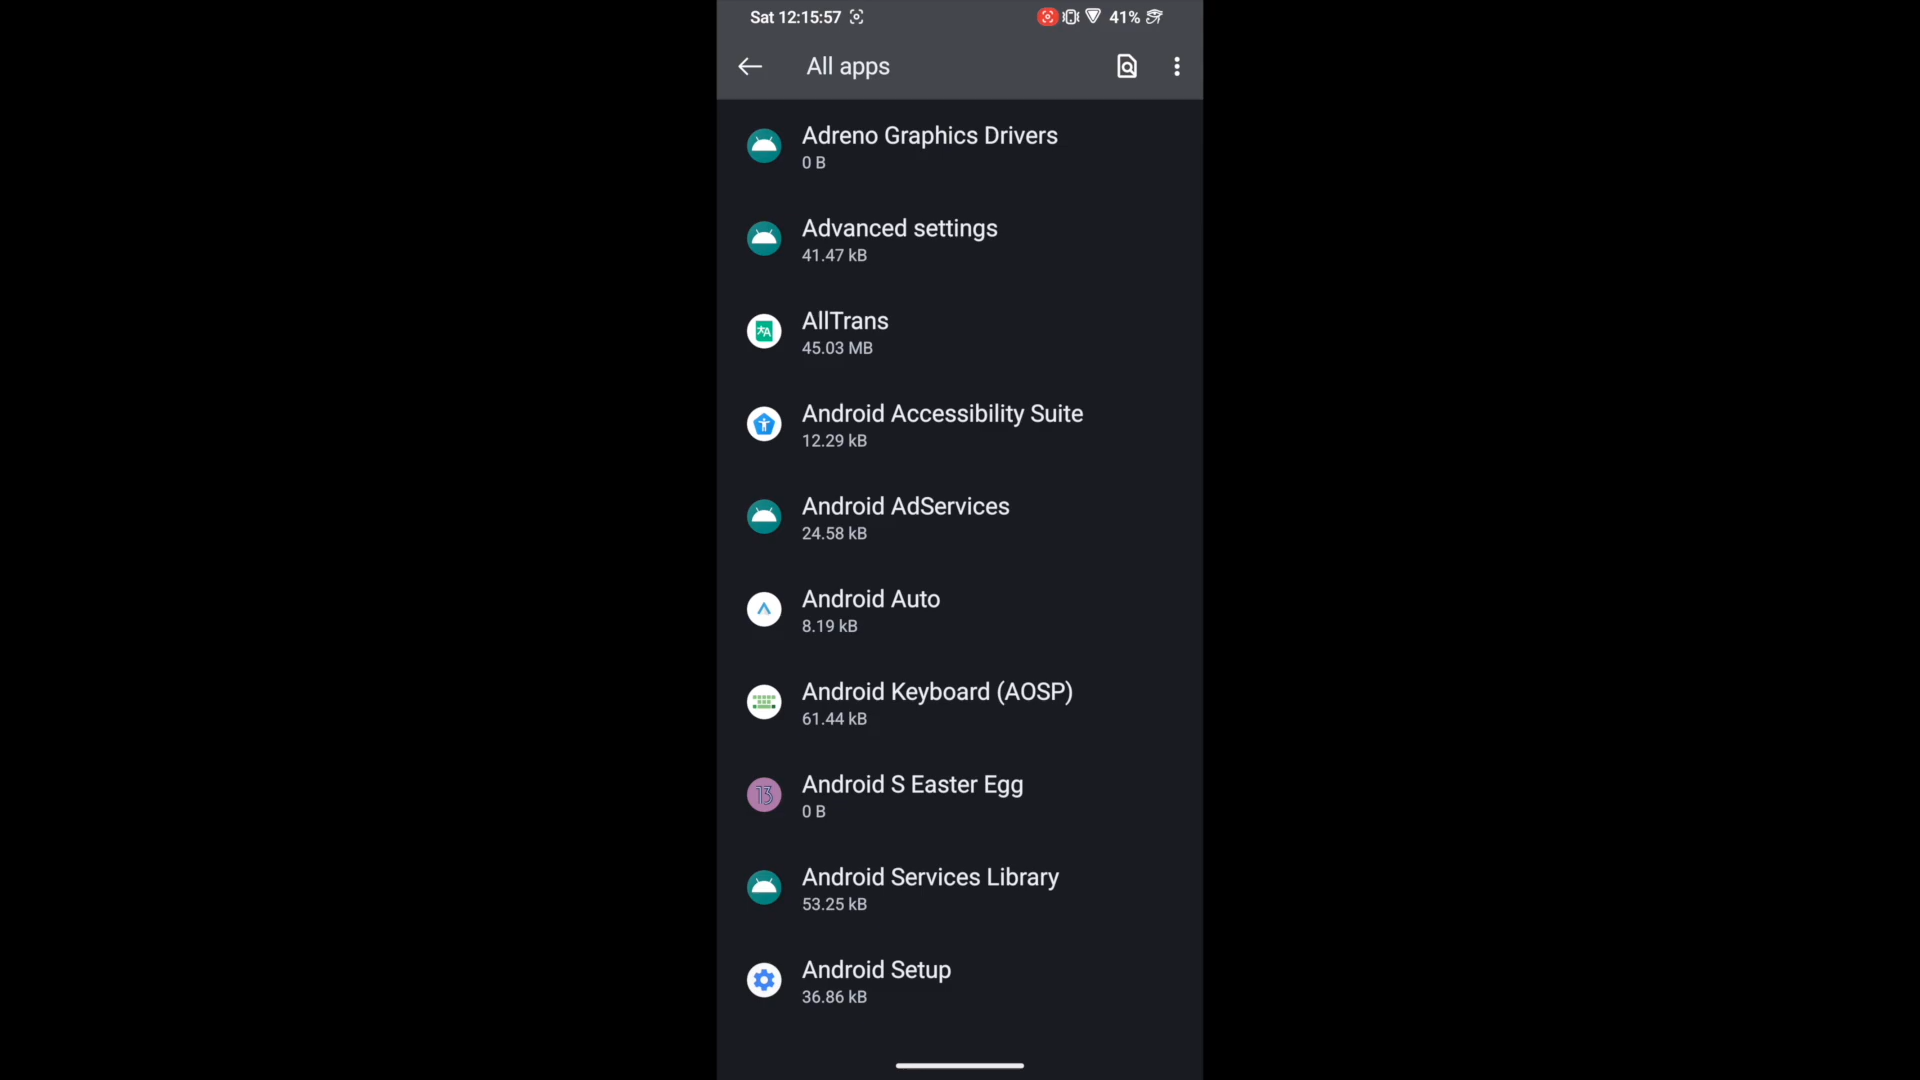 Sat 12:15:57
41%
All apps
Adreno Graphics Drivers
0 B
Advanced settings
41.47 kB
AllTrans
45.03 MB
Android Accessibility Suite
12.29 kB
Android AdServices
24.58 kB
Android Auto
8.19 kB
Android Keyboard (AOSP)
61.44 kB
13
Android S Easter Egg
0 B
Android Services Library
53.25 kB
Android Setup
36.86 kB